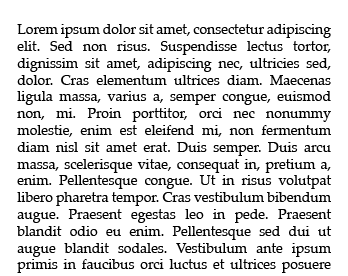 Lorem ipsum dolor sit amet, consectetur adipiscing
elit. Sed non risus. Suspendisse lectus tortor,
dignissim sit amet, adipiscing nec, ultricies sed,
dolor. Cras elementum ultrices diam. Maecenas
ligula massa, varius a, semper congue, euismod
non, mi. Proin porttitor, orci nec nonummy
molestie, enim est eleifend mi, non fermentum
diam nisl sit amet erat. Duis semper. Duis arcu
massa, scelerisque vitae, consequat in, pretium a,
enim. Pellentesque congue. Ut in risus volutpat
libero pharetra tempor. Cras vestibulum bibendum
augue. Praesent egestas leo in pede. Praesent
blandit odio eu enim. Pellentesque sed dui ut
augue blandit sodales. Vestibulum ante ipsum
primis in faucibus orci luctus et ultrices posuere